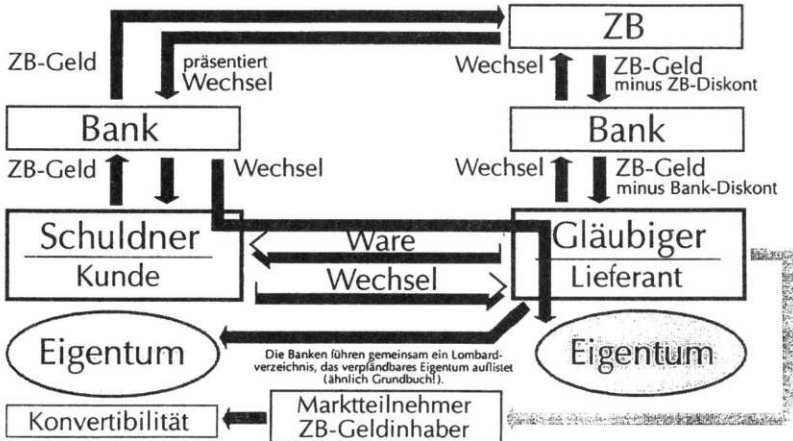 ZB
ZB-Geld
präsentiert
Wechsel
Wechsel
ZB-Geld
minus ZB-Diskont
Bank
Bank
ZB-Geld
Wechsel
Wechsel
ZB-Geld
minus Bank-Diskont
Schuldner
Kunde
Ware
Wechsel
Gläubiger
Lieferant
Eigentum
Die Banken führen gemeinsam ein Lombard-
verzeichnis, das verpfändbares Eigentum auflistet
(ähnlich Grundbuch!).
Eigentum
Konvertibilität
Marktteilnehmer
ZB-Geldinhaber